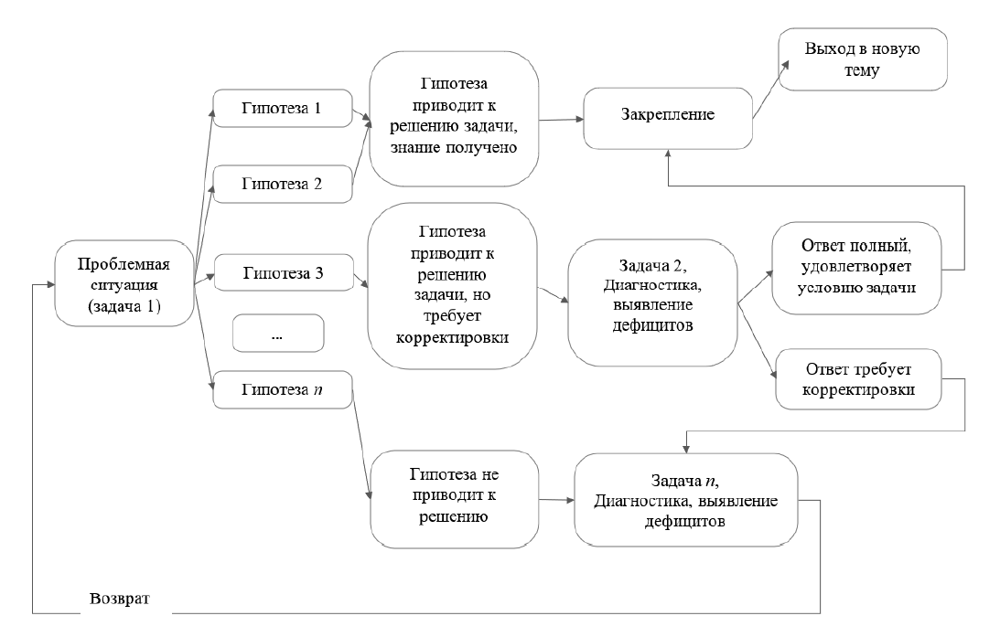 Выход в новую
тему
Гипотеза 1
Гипотеза
приводит к
решению задачи,
знание получено
Закрепление
Гипотеза 2
Проблемная
ситуация
(задача 1)
Гипотеза 3
Гипотеза
приводит к
решению
задачи, но
требует
корректировки
Задача 2,
Диагностика,
выявление
дефицитов
Ответ полный,
удовлетворяет
условию задачи
...
Гипотеза n
Ответ требует
корректировки
Гипотеза не
приводит к
решению
Задача n,
Диагностика, выявление
дефицитов
Возврат